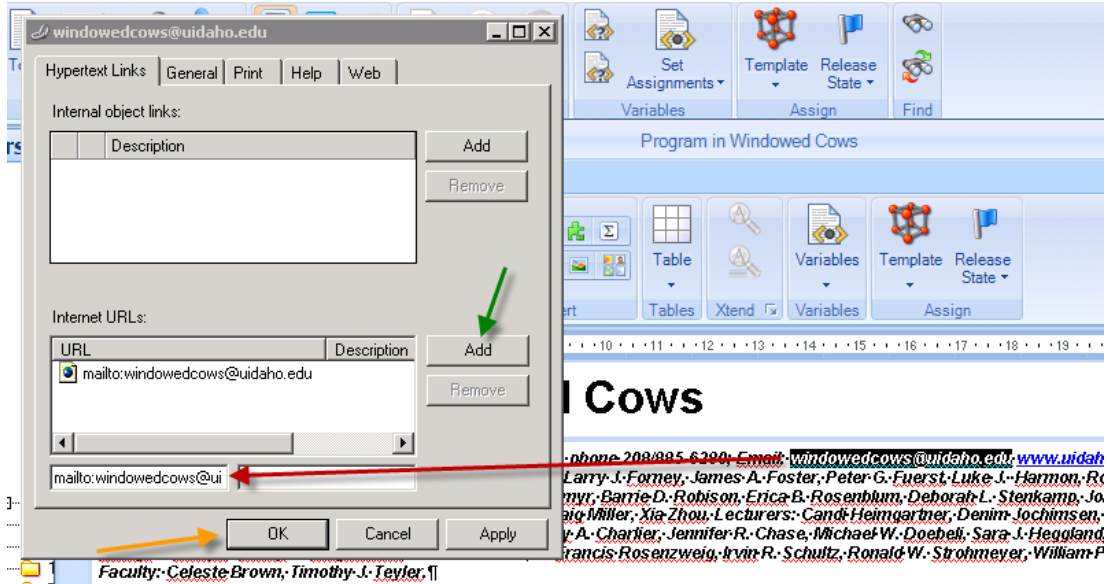 windowedcows@uidaho.edu
Hypertext Links General Print Help Web
Internal object links:
Description Add
Remove
Internet URLs:
URL Description Add
mailto:windowedcows@uidaho.edu
Remove
mailto:windowedcows@ui
OK Cancel Apply
Set Assignments
Template
Release State
Variables Assign Find
Program in Windowed Cows
Table
Variables
Template
Release State
Tables Xtend Variables Assign
10 11 12 13 14 15 16 17 18 19
Cows
phone 208/885-6280; Email: windowedcows@uidaho.edu; www.uidah
Larry J. Forney, James A. Foster, Peter G. Fuerst, Luke J. Harmon, Ro
Barrie D. Robison, Erica B. Rosenblum, Deborah L. Stenkamp, Jo
Miller, Xia Zhou. Lecturers: Candi Heimgartner, Denim Jochimsen,
A. Charlier, Jennifer R. Chase, Michael W. Doebeli, Sara J. Heggland,
Francis Rosenzweig, Irvin R. Schultz, Ronald W. Strohmeyer, William P
Faculty: Celeste Brown, Timothy J. Teyler, ¶